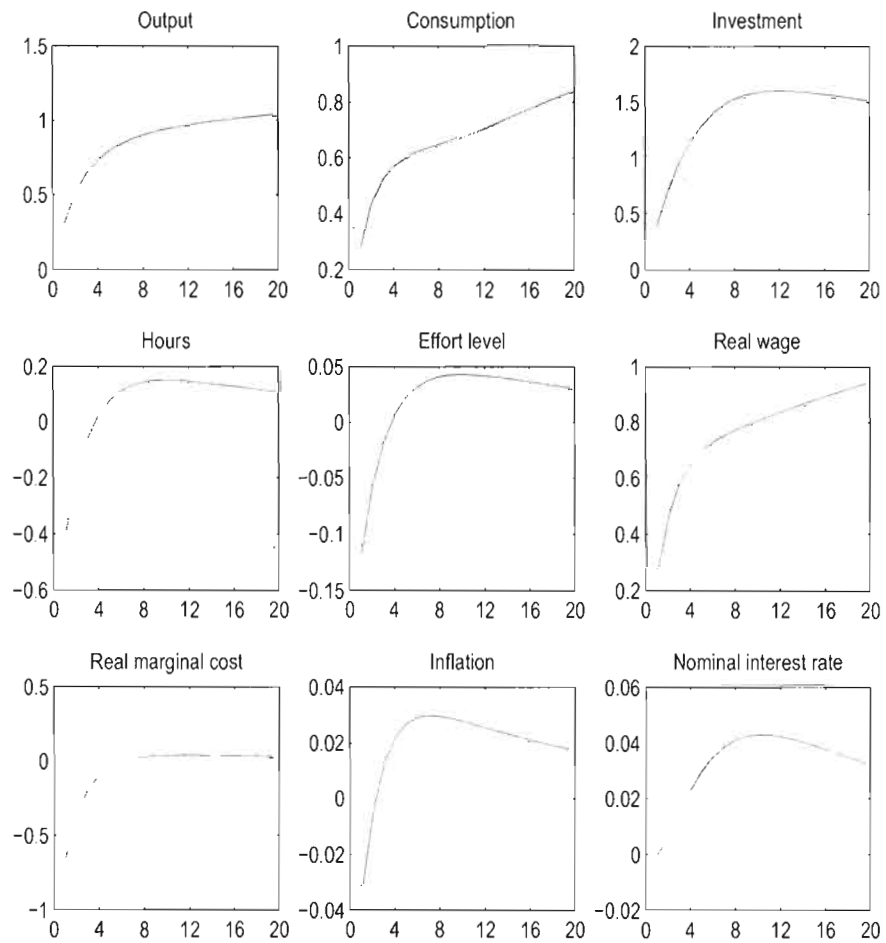 Output Consumption Investment
1.5 1 2
1 0.8 1.5
0.6 1
0.5 0.4 0.5
0 0.2 0
0 4 8 12 16 20 0 4 8 12 16 20 0 4 8 12 16 20
Hours Effort level Real wage
0.2 0.05 1
0 0 0.8
−0.2 −0.05 0.6
−0.4 −0.1 0.4
−0.6 −0.15 0.2
0 4 8 12 16 20 0 4 8 12 16 20 0 4 8 12 16 20
Real marginal cost Inflation Nominal interest rate
0.5 0.04 0.06
0 0.02 0.04
0 0.02
−0.5 −0.02 0
−1 −0.04 −0.02
0 4 8 12 16 20 0 4 8 12 16 20 0 4 8 12 16 20